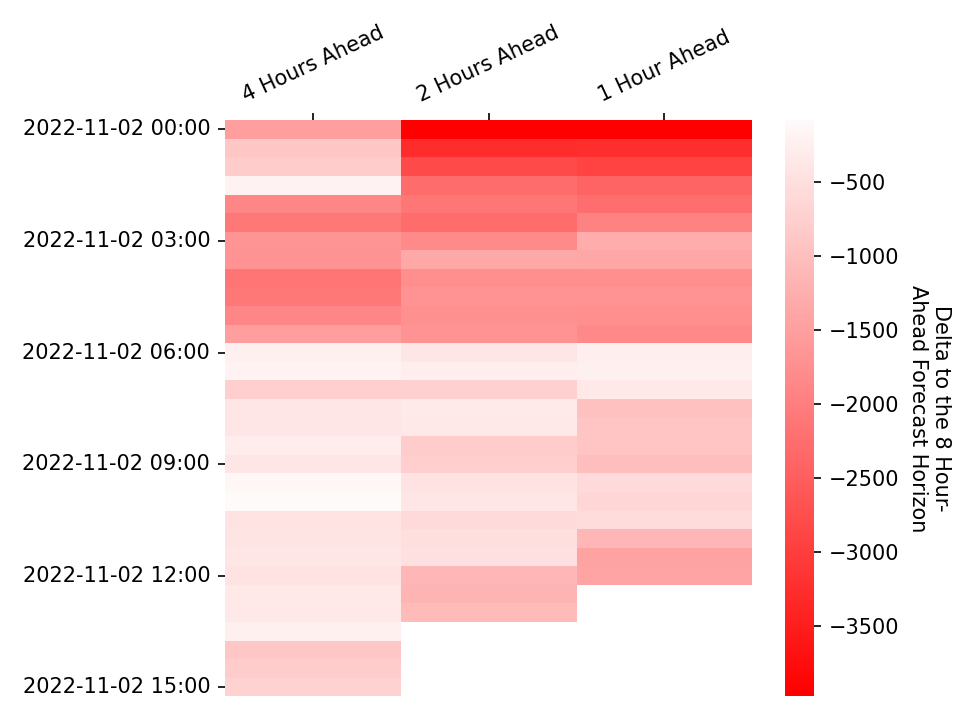 4 Hours Ahead
2 Hours Ahead
1 Hour Ahead
2022-11-02 00:00
2022-11-02 03:00
2022-11-02 06:00
2022-11-02 09:00
2022-11-02 12:00
2022-11-02 15:00
−500
−1000
−1500
−2000
−2500
−3000
−3500
Delta to the 8 Hour-
Ahead Forecast Horizon